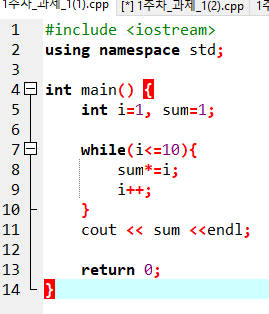 1주차_과제_1(1).cpp [*] 1주차_과제_1(2).cpp 1주
1 #include <iostream>
2 using namespace std;
3
4 int main() {
5 int i=1, sum=1;
6
7 while(i<=10){
8 sum*=i;
9 i++;
10 }
11 cout << sum <<endl;
12
13 return 0;
14 }